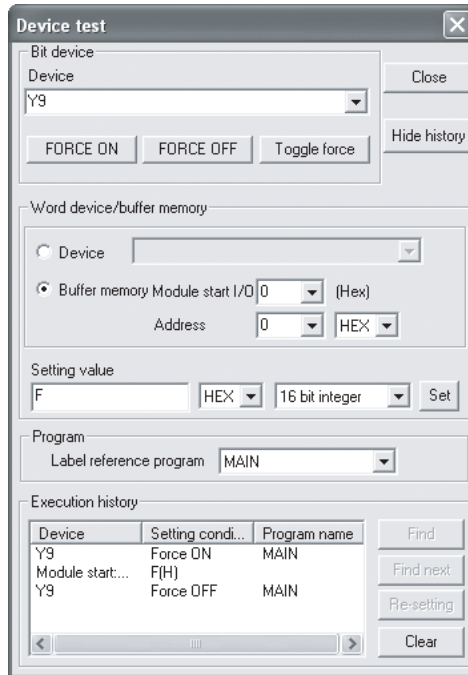 Device test
Bit device
Device
Y9
Close
FORCE ON FORCE OFF Toggle force
Hide history
Word device/buffer memory
Device
Buffer memory Module start I/O 0 (Hex)
Address 0 HEX
Setting value
F HEX 16 bit integer Set
Program
Label reference program MAIN
Execution history
Device Setting condi... Program name
Y9 Force ON MAIN
Module start:... F(H)
Y9 Force OFF MAIN
Find
Find next
Re-setting
Clear